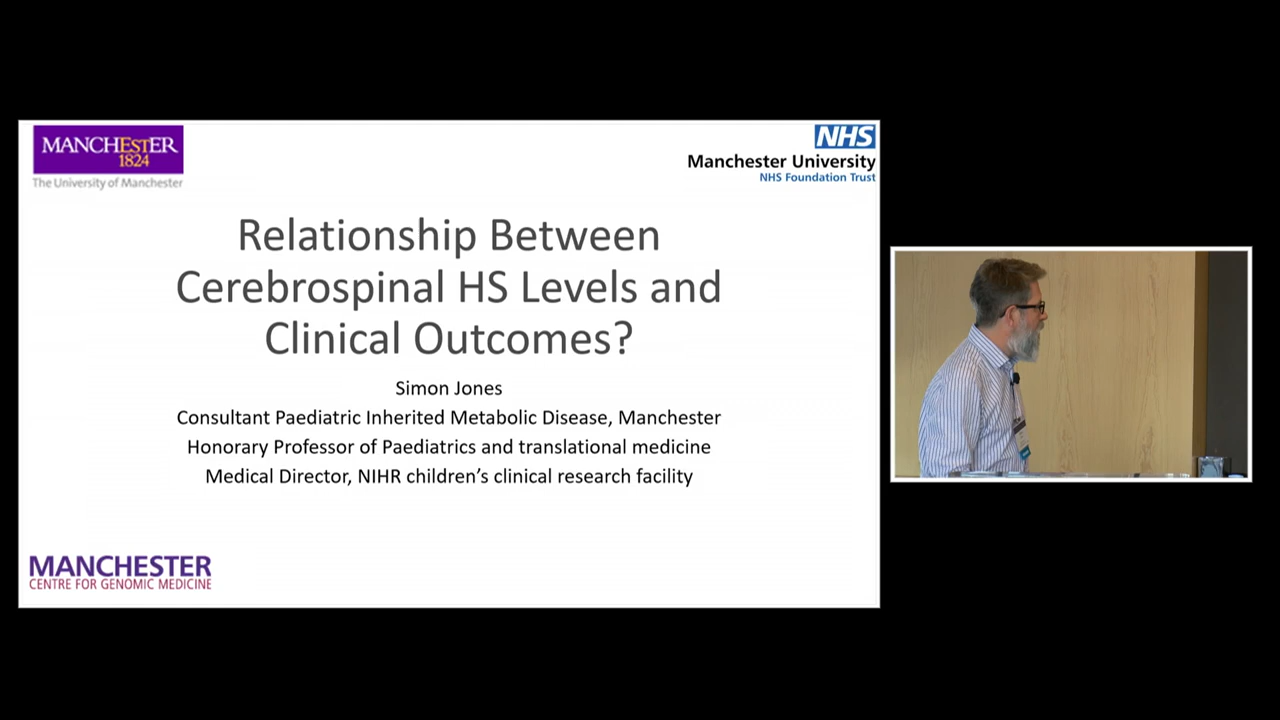 MANCHESTER
1824
The University of Manchester
NHS
Manchester University
NHS Foundation Trust
Relationship Between
Cerebrospinal HS Levels and
Clinical Outcomes?
Simon Jones
Consultant Paediatric Inherited Metabolic Disease, Manchester
Honorary Professor of Paediatrics and translational medicine
Medical Director, NIHR children's clinical research facility
MANCHESTER
CENTRE FOR GENOMIC MEDICINE